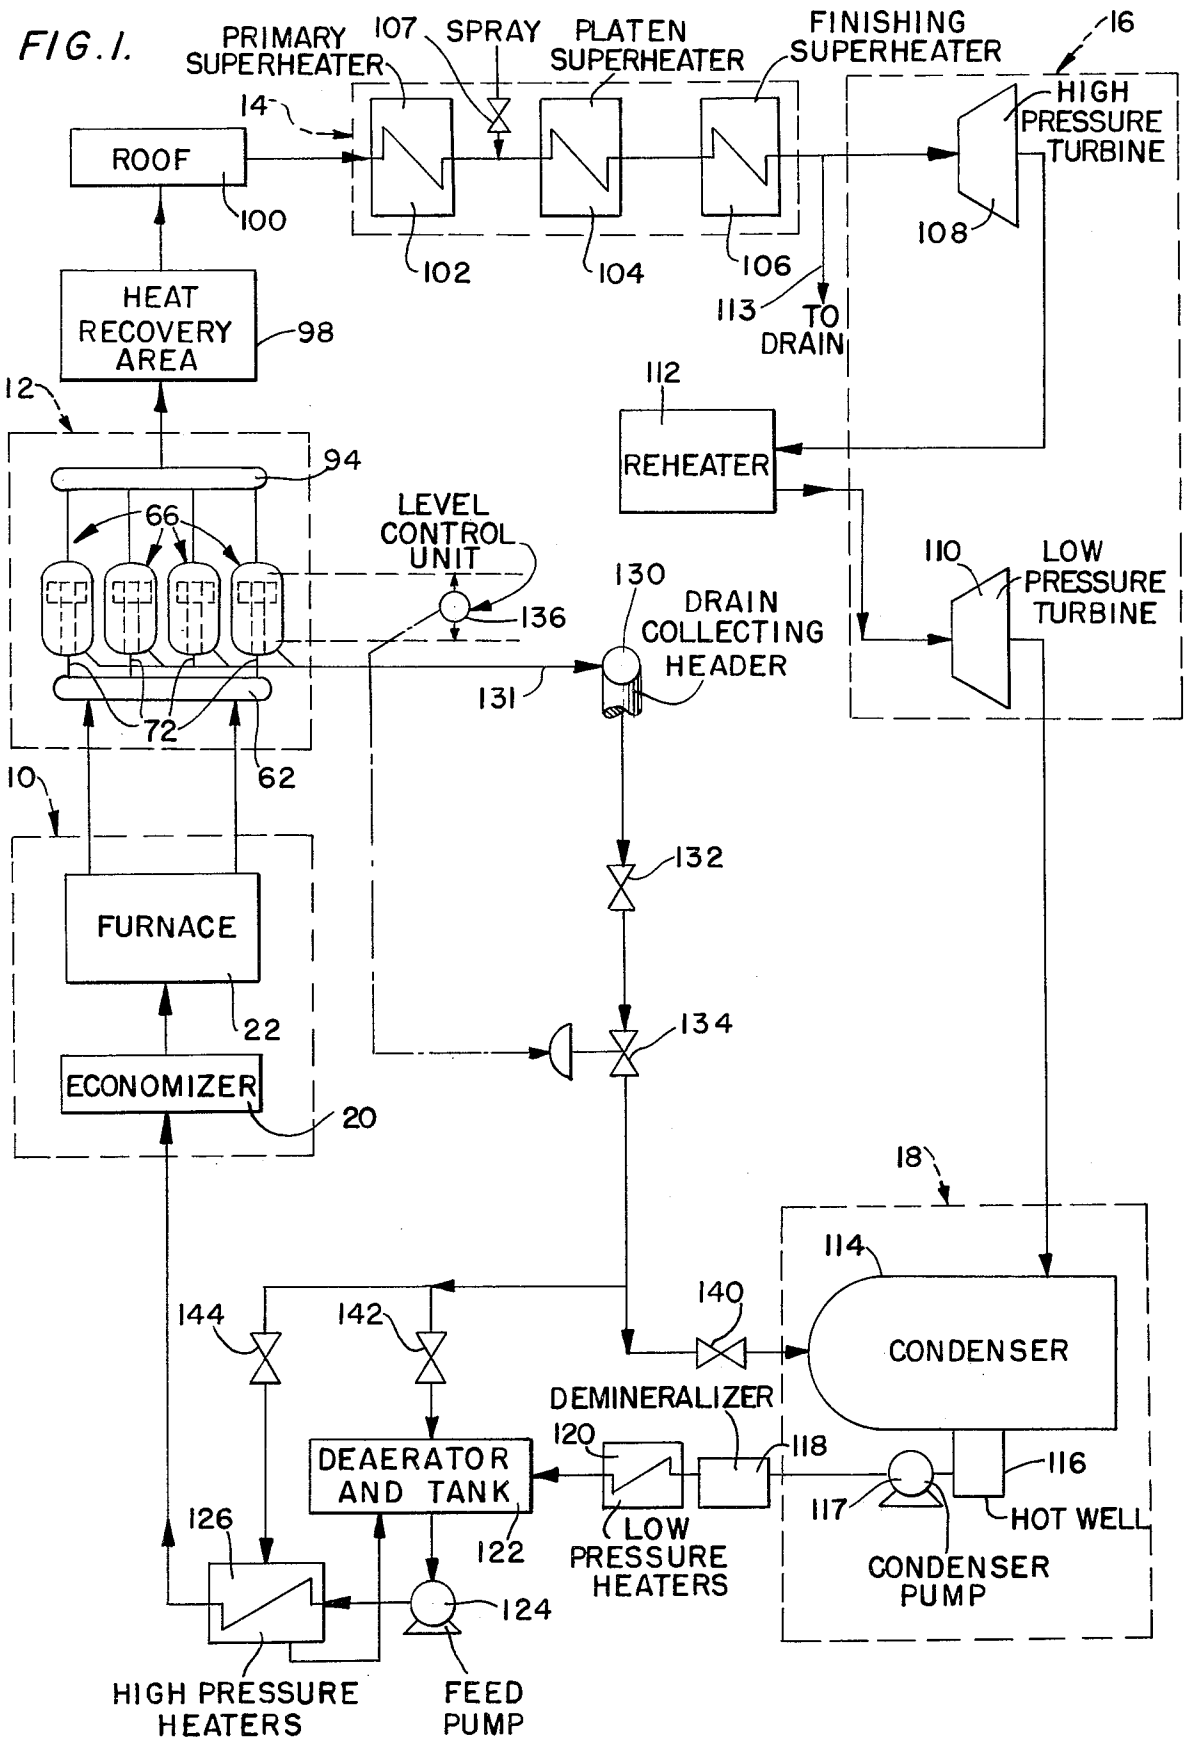 FIG. 1.
PRIMARY
SUPERHEATER
107
SPRAY
PLATEN
SUPERHEATER
FINISHING
SUPERHEATER
16
14
HIGH
PRESSURE
TURBINE
ROOF
100
102
104
106
108
113
TO
DRAIN
HEAT
RECOVERY
AREA
98
12
112
REHEATER
94
66
LEVEL
CONTROL
UNIT
136
130
DRAIN
COLLECTING
HEADER
110
LOW
PRESSURE
TURBINE
131
72
62
10
132
FURNACE
22
134
ECONOMIZER
20
18
114
144
142
140
CONDENSER
DEMINERALIZER
120
118
DEAERATOR
AND TANK
116
117
HOT WELL
126
122
LOW
PRESSURE
HEATERS
CONDENSER
PUMP
124
HIGH PRESSURE
HEATERS
FEED
PUMP